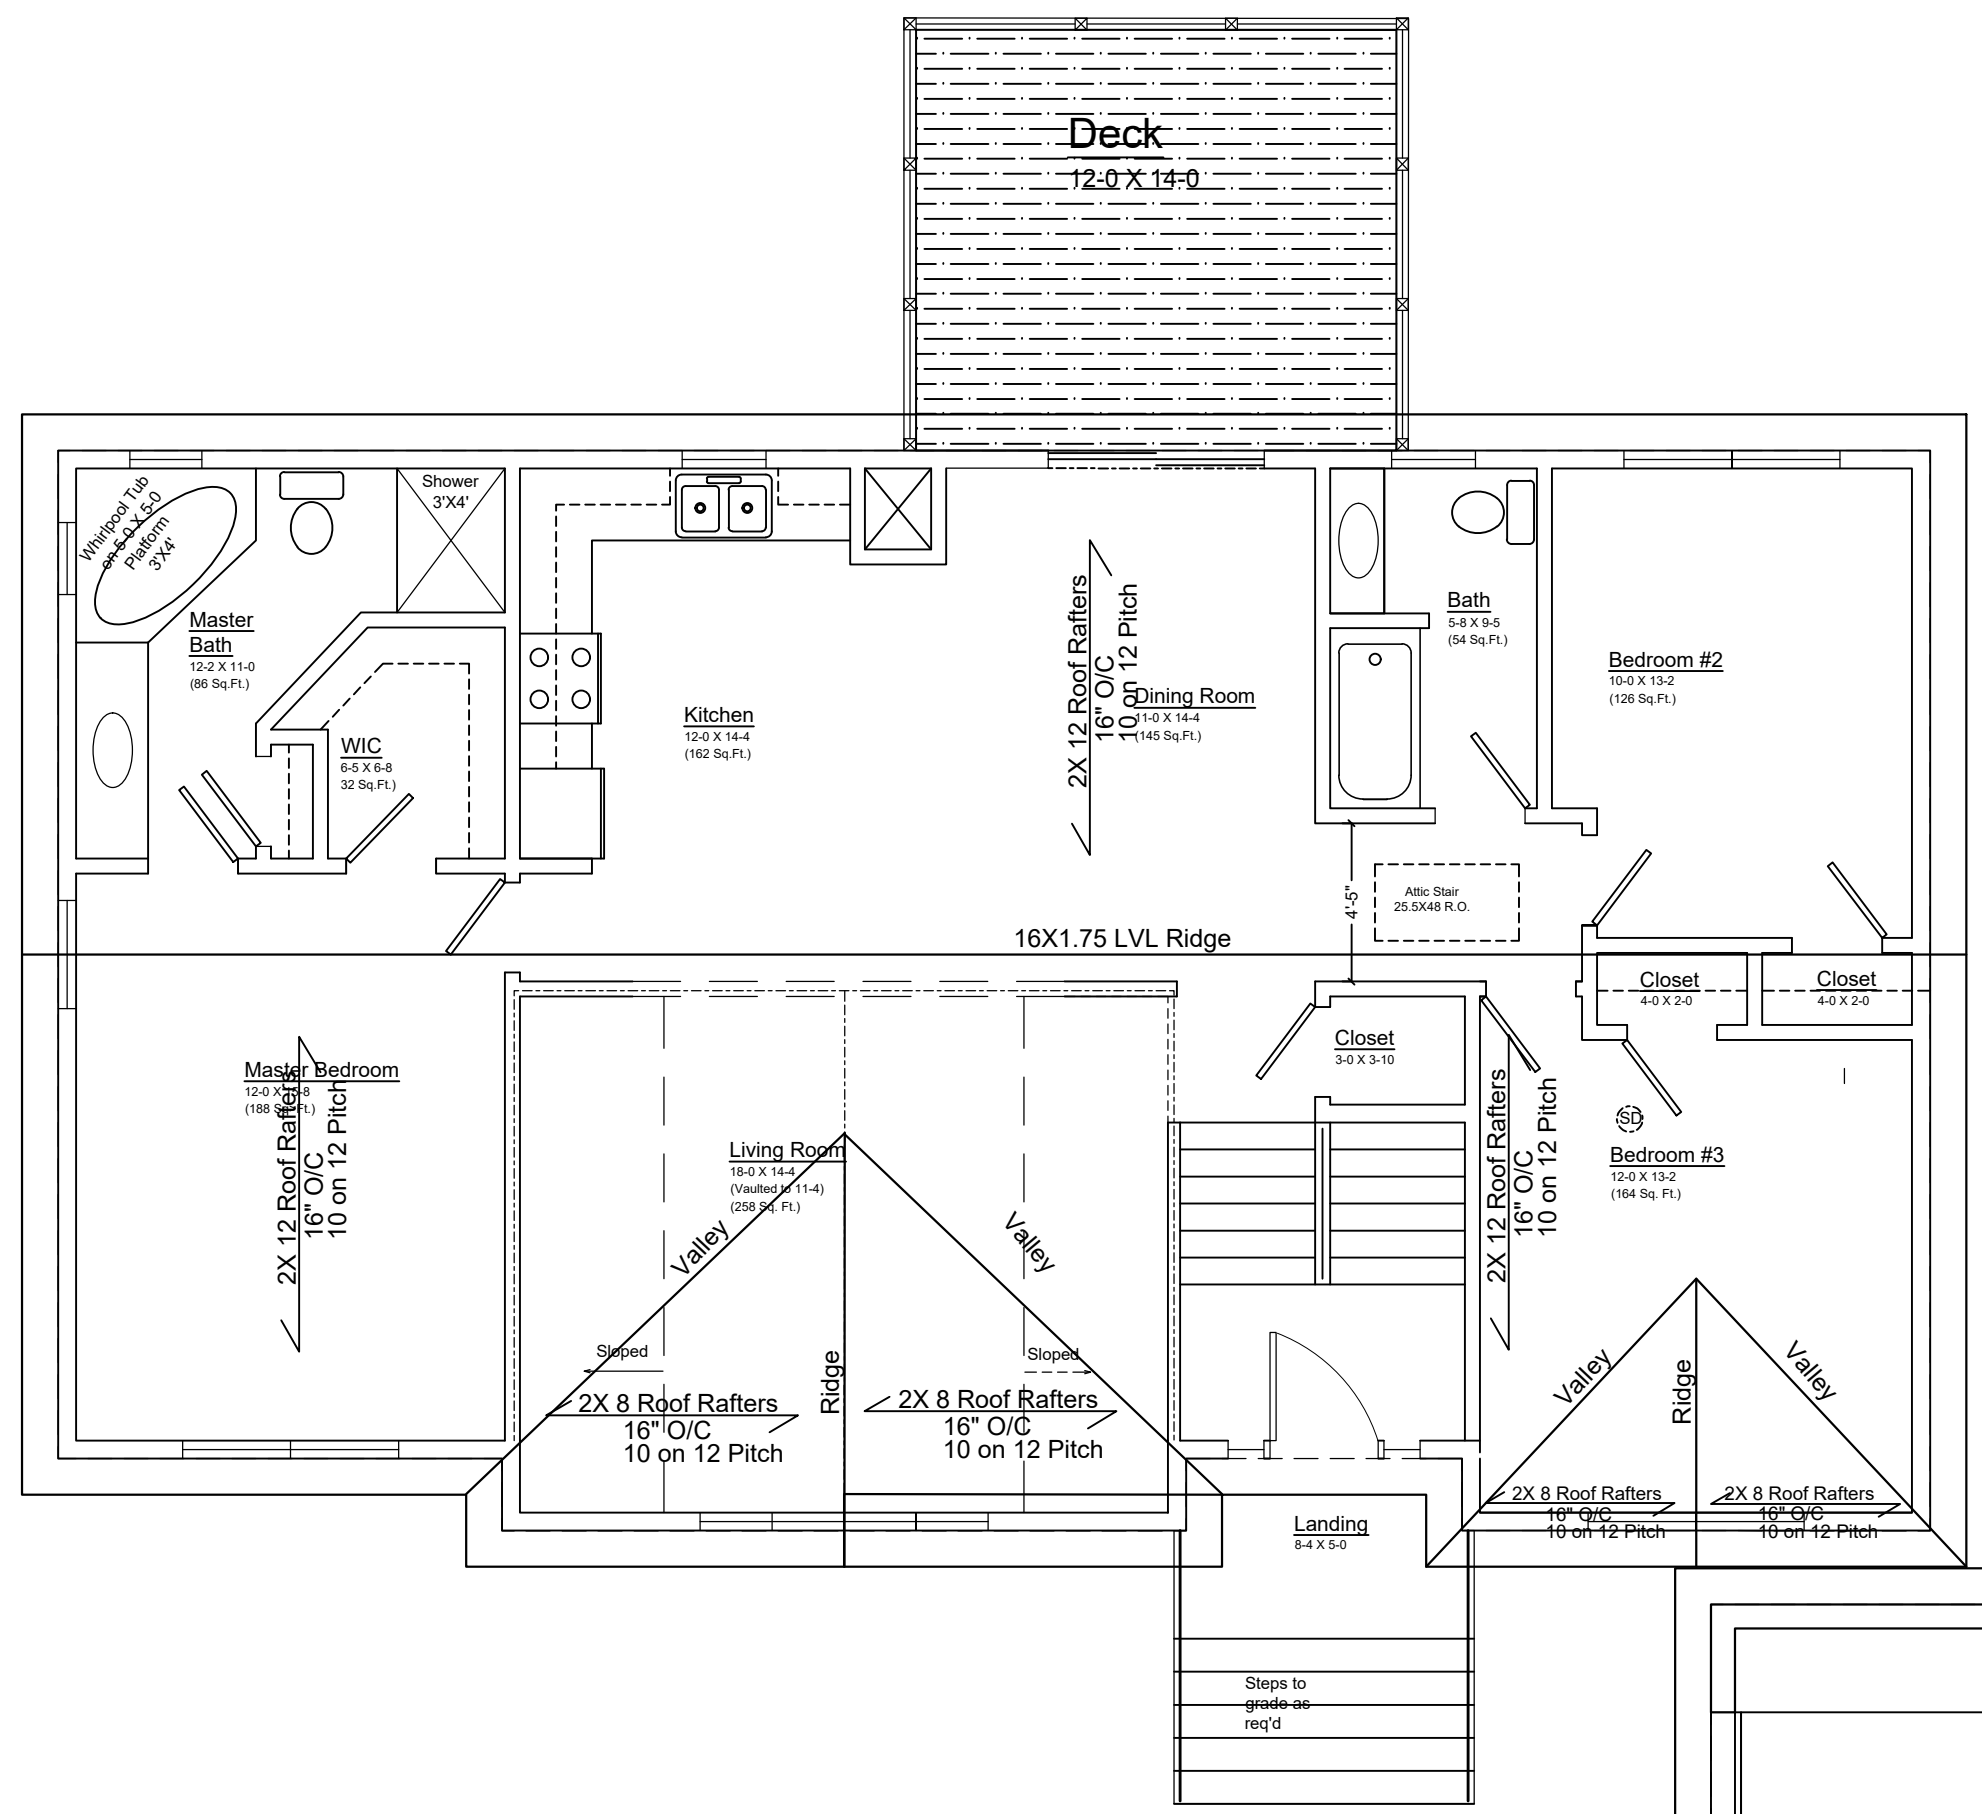 Deck
12-0 X 14-0
Whirlpool Tub
on 5-0 X 5-0
Platform
3'X4'
Shower
3'X4'
Master
Bath
12-2 X 11-0
(86 Sq.Ft.)
WIC
6-5 X 6-8
32 Sq.Ft.)
Kitchen
12-0 X 14-4
(162 Sq.Ft.)
2X 12 Roof Rafters
16" O/C
10 on 12 Pitch
Dining Room
11-0 X 14-4
(145 Sq.Ft.)
Bath
5-8 X 9-5
(54 Sq.Ft.)
Bedroom #2
10-0 X 13-2
(126 Sq.Ft.)
4'-5"
Attic Stair
25.5X48 R.O.
16X1.75 LVL Ridge
Closet
4-0 X 2-0
Closet
4-0 X 2-0
Closet
3-0 X 3-10
Master Bedroom
12-0 X 15-8
(188 Sq. Ft.)
2X 12 Roof Rafters
16" O/C
10 on 12 Pitch
Living Room
18-0 X 14-4
(Vaulted to 11-4)
(258 Sq. Ft.)
Valley
Valley
Ridge
Sloped
Sloped
2X 8 Roof Rafters
16" O/C
10 on 12 Pitch
2X 8 Roof Rafters
16" O/C
10 on 12 Pitch
2X 12 Roof Rafters
16" O/C
10 on 12 Pitch
SD
Bedroom #3
12-0 X 13-2
(164 Sq. Ft.)
Valley
Ridge
Valley
2X 8 Roof Rafters
16" O/C
10 on 12 Pitch
2X 8 Roof Rafters
16" O/C
10 on 12 Pitch
Landing
8-4 X 5-0
Steps to
grade as
req'd